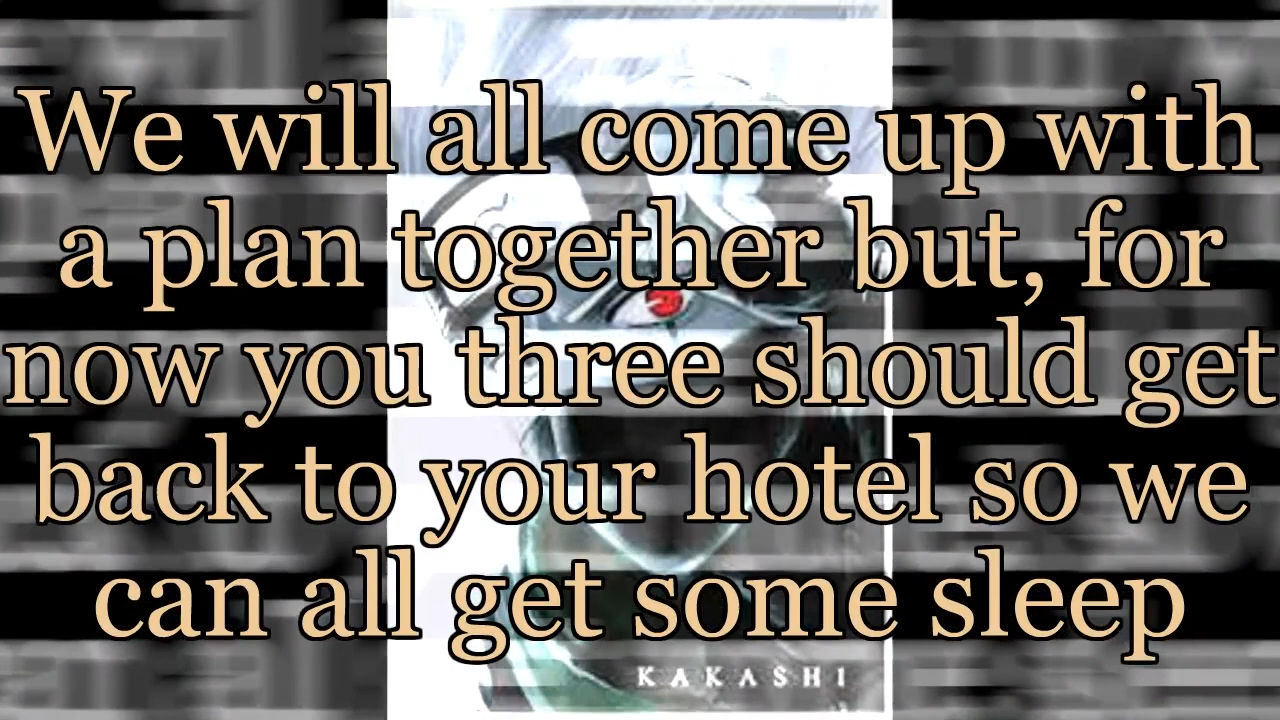 We will all come up with
a plan together but, for
now you three should get
back to your hotel so we
can all get some sleep
KAKASHI